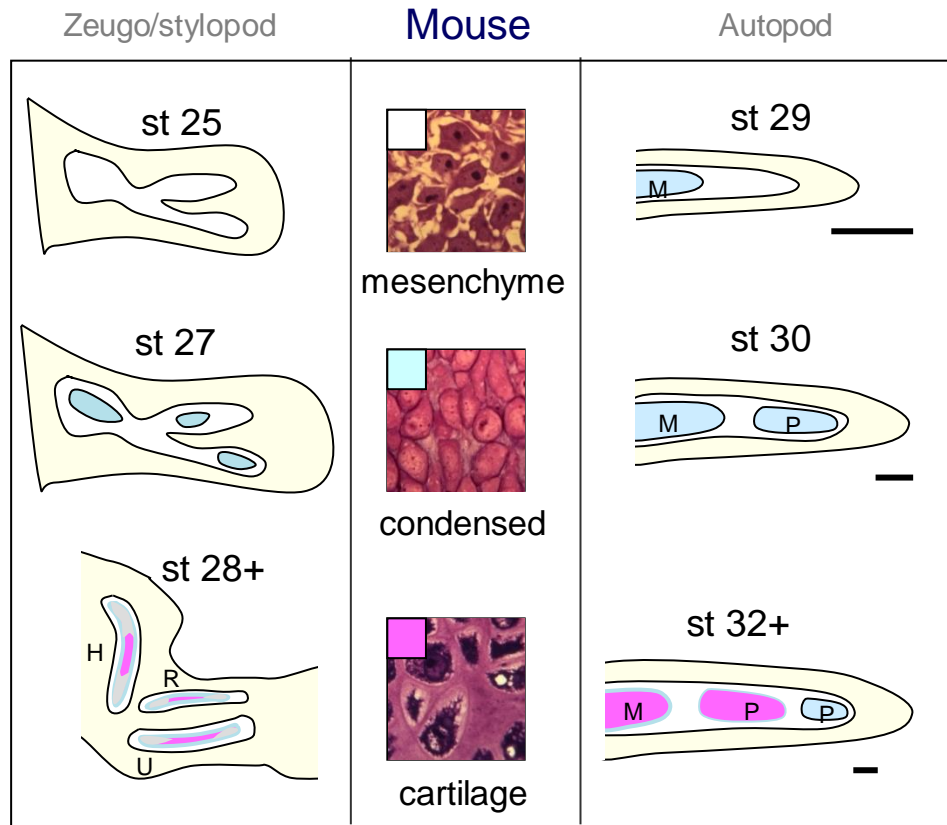 Zeugo/stylopod
Mouse
Autopod
st 25
mesenchyme
st 29
M
st 27
condensed
st 30
M
P
st 28+
H
R
U
cartilage
st 32+
M
P
P